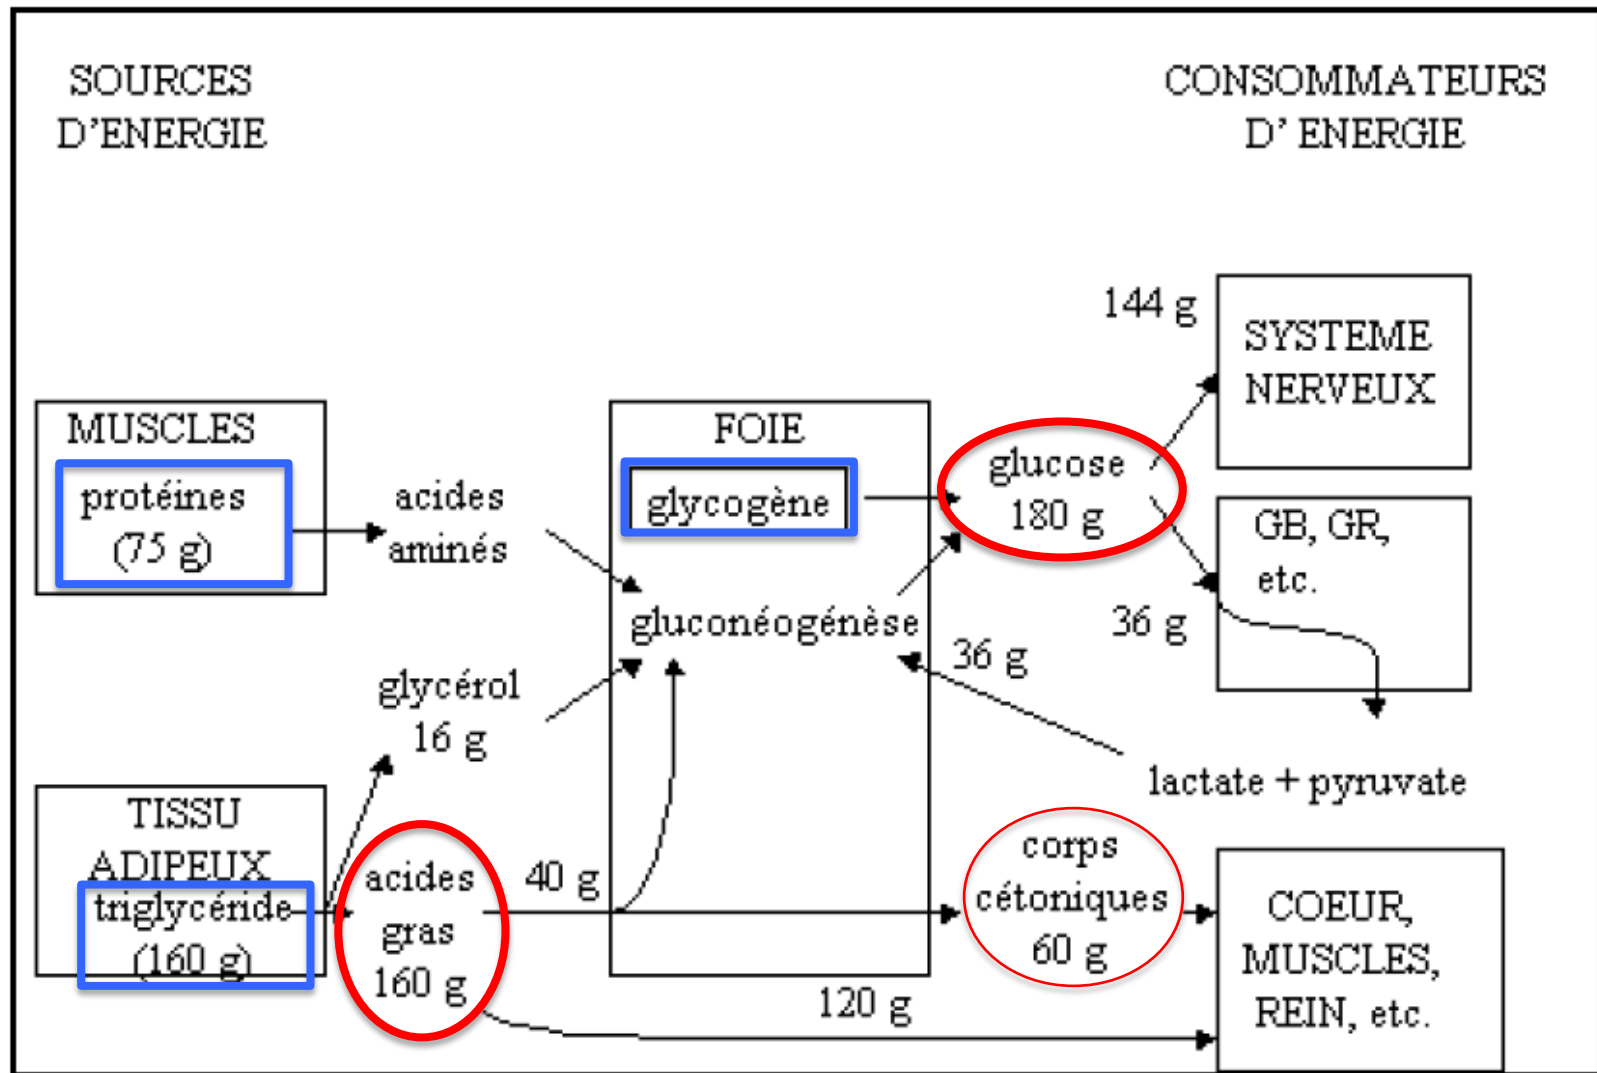 SOURCES
D'ENERGIE
CONSOMMATEURS
D' ENERGIE
MUSCLES
protéines
(75 g)
acides
aminés
glycérol
16 g
TISSU
ADIPEUX
triglycéride
(160 g)
acides
gras
160 g
40 g
FOIE
glycogène
gluconéogénèse
120 g
glucose
180 g
144 g
36 g
36 g
lactate + pyruvate
corps
cétoniques
60 g
SYSTEME
NERVEUX
GB, GR,
etc.
COEUR,
MUSCLES,
REIN, etc.